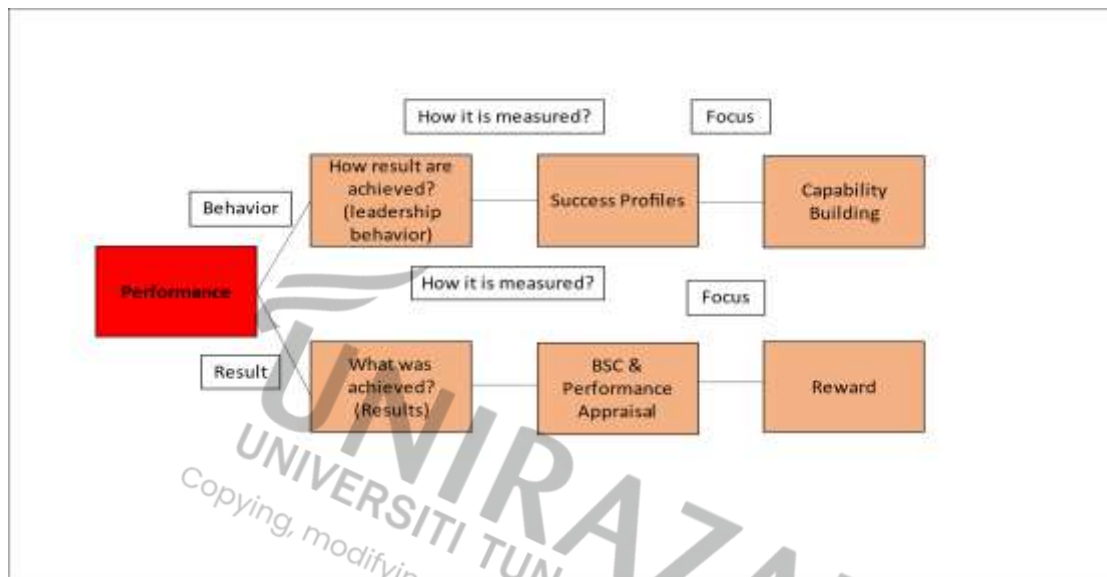 How it is measured?
Focus
How result are
achieved?
(leadership
behavior)
Success Profiles
Capability
Building
Behavior
Performance
How it is measured?
Focus
Result
What was
achieved?
(Results)
BSC &
Performance
Appraisal
Reward
UNIRAZA
UNIVERSITI TUN
Copying, modifyin